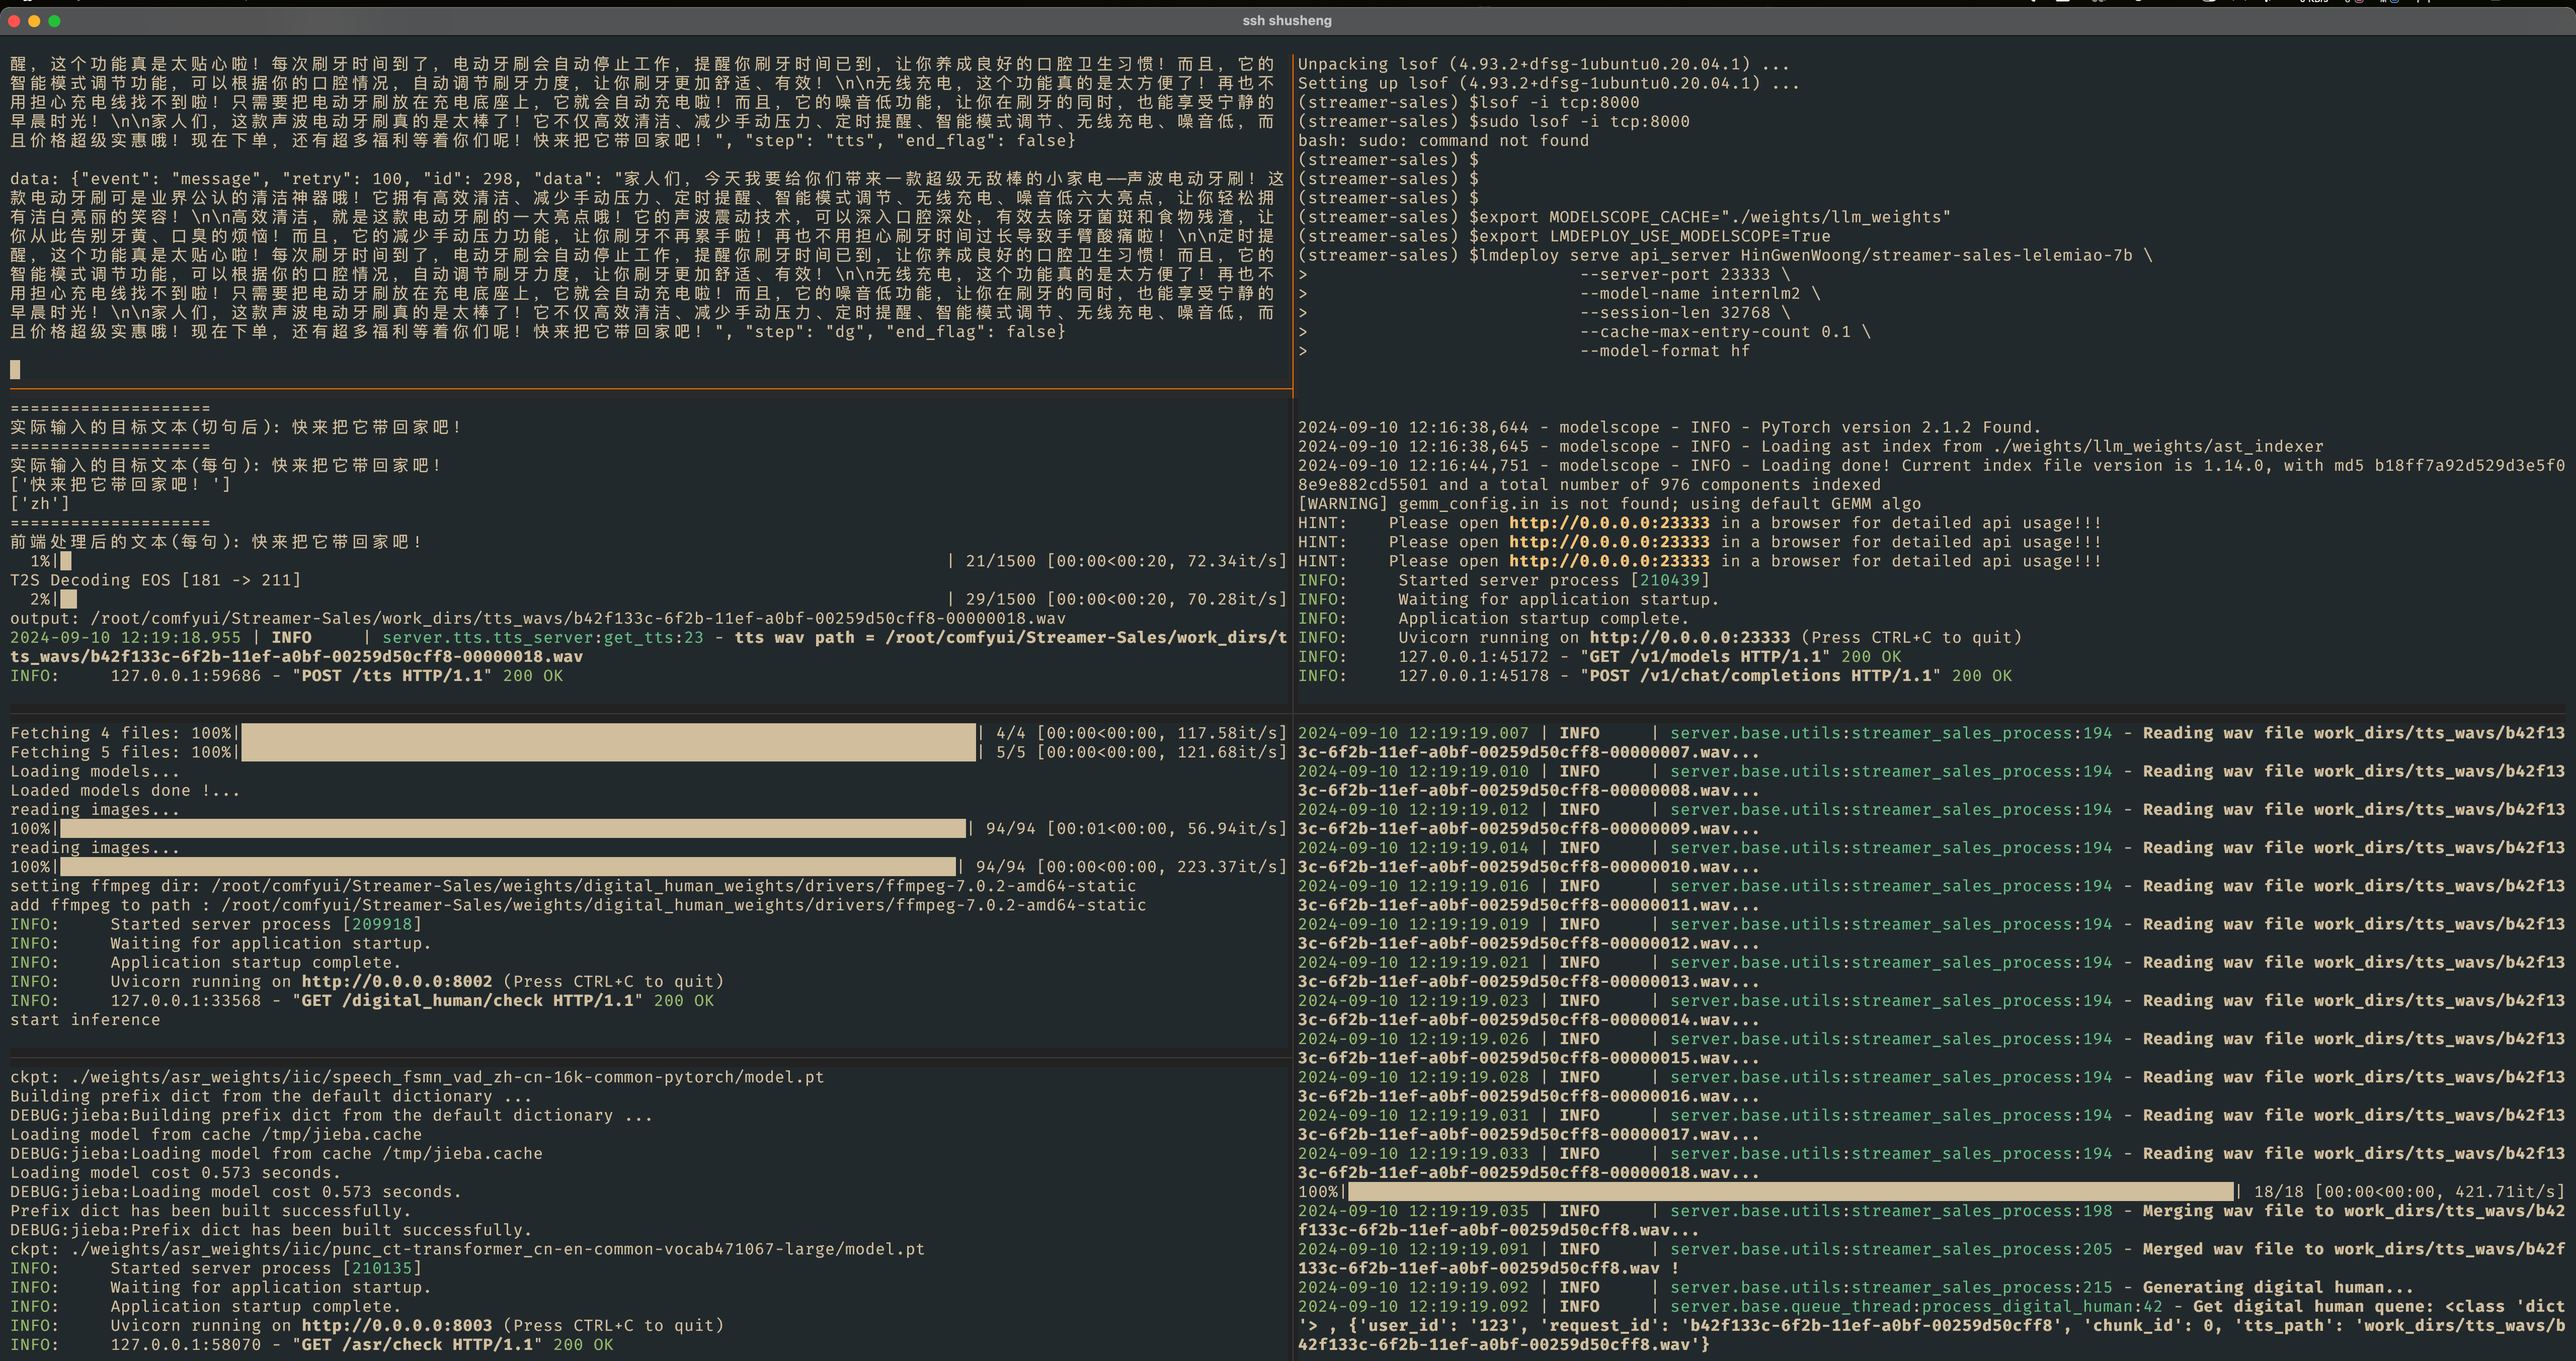 ssh shusheng
醒，这个功能真是太贴心啦！每次刷牙时间到了，电动牙刷会自动停止工作，提醒你刷牙时间已到，让你养成良好的口腔卫生习惯！而且，它的
智能模式调节功能，可以根据你的口腔情况，自动调节刷牙力度，让你刷牙更加舒适、有效！\n\n无线充电，这个功能真的是太方便了！再也不
用担心充电线找不到啦！只需要把电动牙刷放在充电底座上，它就会自动充电啦！而且，它的噪音低功能，让你在刷牙的同时，也能享受宁静的
早晨时光！\n\n家人们，这款声波电动牙刷真的是太棒了！它不仅高效清洁、减少手动压力、定时提醒、智能模式调节、无线充电、噪音低，而
且价格超级实惠哦！现在下单，还有超多福利等着你们呢！快来把它带回家吧！", "step": "tts", "end_flag": false}
data: {"event": "message", "retry": 100, "id": 298, "data": "家人们，今天我要给你们带来一款超级无敌棒的小家电——声波电动牙刷！这
款电动牙刷可是业界公认的清洁神器哦！它拥有高效清洁、减少手动压力、定时提醒、智能模式调节、无线充电、噪音低六大亮点，让你轻松拥
有洁白亮丽的笑容！\n\n高效清洁，就是这款电动牙刷的一大亮点哦！它的声波震动技术，可以深入口腔深处，有效去除牙菌斑和食物残渣，让
你从此告别牙黄、口臭的烦恼！而且，它的减少手动压力功能，让你刷牙不再累手啦！再也不用担心刷牙时间过长导致手臂酸痛啦！\n\n定时提
醒，这个功能真是太贴心啦！每次刷牙时间到了，电动牙刷会自动停止工作，提醒你刷牙时间已到，让你养成良好的口腔卫生习惯！而且，它的
智能模式调节功能，可以根据你的口腔情况，自动调节刷牙力度，让你刷牙更加舒适、有效！\n\n无线充电，这个功能真的是太方便了！再也不
用担心充电线找不到啦！只需要把电动牙刷放在充电底座上，它就会自动充电啦！而且，它的噪音低功能，让你在刷牙的同时，也能享受宁静的
早晨时光！\n\n家人们，这款声波电动牙刷真的是太棒了！它不仅高效清洁、减少手动压力、定时提醒、智能模式调节、无线充电、噪音低，而
且价格超级实惠哦！现在下单，还有超多福利等着你们呢！快来把它带回家吧！", "step": "dg", "end_flag": false}
=====================
实际输入的目标文本(切句后): 快来把它带回家吧！
=====================
实际输入的目标文本(每句): 快来把它带回家吧！
['快来把它带回家吧！']
['zh']
=====================
前端处理后的文本(每句): 快来把它带回家吧！
1%| | 21/1500 [00:00<00:20, 72.34it/s]
T2S Decoding EOS [181 -> 211]
2%| | 29/1500 [00:00<00:20, 70.28it/s]
output: /root/comfyui/Streamer-Sales/work_dirs/tts_wavs/b42f133c-6f2b-11ef-a0bf-00259d50cff8-00000018.wav
2024-09-10 12:19:18.955 | INFO | server.tts.tts_server:get_tts:23 - tts wav path = /root/comfyui/Streamer-Sales/work_dirs/t
ts_wavs/b42f133c-6f2b-11ef-a0bf-00259d50cff8-00000018.wav
INFO: 127.0.0.1:59686 - "POST /tts HTTP/1.1" 200 OK
Fetching 4 files: 100%| | 4/4 [00:00<00:00, 117.58it/s]
Fetching 5 files: 100%| | 5/5 [00:00<00:00, 121.68it/s]
Loading models...
Loaded models done !...
reading images...
100%| | 94/94 [00:01<00:00, 56.94it/s]
reading images...
100%| | 94/94 [00:00<00:00, 223.37it/s]
setting ffmpeg dir: /root/comfyui/Streamer-Sales/weights/digital_human_weights/drivers/ffmpeg-7.0.2-amd64-static
add ffmpeg to path : /root/comfyui/Streamer-Sales/weights/digital_human_weights/drivers/ffmpeg-7.0.2-amd64-static
INFO: Started server process [209918]
INFO: Waiting for application startup.
INFO: Application startup complete.
INFO: Uvicorn running on http://0.0.0.0:8002 (Press CTRL+C to quit)
INFO: 127.0.0.1:33568 - "GET /digital_human/check HTTP/1.1" 200 OK
start inference
ckpt: ./weights/asr_weights/iic/speech_fsmn_vad_zh-cn-16k-common-pytorch/model.pt
Building prefix dict from the default dictionary ...
DEBUG:jieba:Building prefix dict from the default dictionary ...
Loading model from cache /tmp/jieba.cache
DEBUG:jieba:Loading model from cache /tmp/jieba.cache
Loading model cost 0.573 seconds.
DEBUG:jieba:Loading model cost 0.573 seconds.
Prefix dict has been built successfully.
DEBUG:jieba:Prefix dict has been built successfully.
ckpt: ./weights/asr_weights/iic/punc_ct-transformer_cn-en-common-vocab471067-large/model.pt
INFO: Started server process [210135]
INFO: Waiting for application startup.
INFO: Application startup complete.
INFO: Uvicorn running on http://0.0.0.0:8003 (Press CTRL+C to quit)
INFO: 127.0.0.1:58070 - "GET /asr/check HTTP/1.1" 200 OK
Unpacking lsof (4.93.2+dfsg-1ubuntu0.20.04.1) ...
Setting up lsof (4.93.2+dfsg-1ubuntu0.20.04.1) ...
(streamer-sales) $lsof -i tcp:8000
(streamer-sales) $sudo lsof -i tcp:8000
bash: sudo: command not found
(streamer-sales) $
(streamer-sales) $
(streamer-sales) $
(streamer-sales) $export MODELSCOPE_CACHE="./weights/llm_weights"
(streamer-sales) $export LMDEPLOY_USE_MODELSCOPE=True
(streamer-sales) $lmdeploy serve api_server HinGwenWoong/streamer-sales-lelemiao-7b \
> --server-port 23333 \
> --model-name internlm2 \
> --session-len 32768 \
> --cache-max-entry-count 0.1 \
> --model-format hf
2024-09-10 12:16:38,644 - modelscope - INFO - PyTorch version 2.1.2 Found.
2024-09-10 12:16:38,645 - modelscope - INFO - Loading ast index from ./weights/llm_weights/ast_indexer
2024-09-10 12:16:44,751 - modelscope - INFO - Loading done! Current index file version is 1.14.0, with md5 b18ff7a92d529d3e5f0
8e9e882cd5501 and a total number of 976 components indexed
[WARNING] gemm_config.in is not found; using default GEMM algo
HINT: Please open http://0.0.0.0:23333 in a browser for detailed api usage!!!
HINT: Please open http://0.0.0.0:23333 in a browser for detailed api usage!!!
HINT: Please open http://0.0.0.0:23333 in a browser for detailed api usage!!!
INFO: Started server process [210439]
INFO: Waiting for application startup.
INFO: Application startup complete.
INFO: Uvicorn running on http://0.0.0.0:23333 (Press CTRL+C to quit)
INFO: 127.0.0.1:45172 - "GET /v1/models HTTP/1.1" 200 OK
INFO: 127.0.0.1:45178 - "POST /v1/chat/completions HTTP/1.1" 200 OK
2024-09-10 12:19:19.007 | INFO | server.base.utils:streamer_sales_process:194 - Reading wav file work_dirs/tts_wavs/b42f13
3c-6f2b-11ef-a0bf-00259d50cff8-00000007.wav...
2024-09-10 12:19:19.010 | INFO | server.base.utils:streamer_sales_process:194 - Reading wav file work_dirs/tts_wavs/b42f13
3c-6f2b-11ef-a0bf-00259d50cff8-00000008.wav...
2024-09-10 12:19:19.012 | INFO | server.base.utils:streamer_sales_process:194 - Reading wav file work_dirs/tts_wavs/b42f13
3c-6f2b-11ef-a0bf-00259d50cff8-00000009.wav...
2024-09-10 12:19:19.014 | INFO | server.base.utils:streamer_sales_process:194 - Reading wav file work_dirs/tts_wavs/b42f13
3c-6f2b-11ef-a0bf-00259d50cff8-00000010.wav...
2024-09-10 12:19:19.016 | INFO | server.base.utils:streamer_sales_process:194 - Reading wav file work_dirs/tts_wavs/b42f13
3c-6f2b-11ef-a0bf-00259d50cff8-00000011.wav...
2024-09-10 12:19:19.019 | INFO | server.base.utils:streamer_sales_process:194 - Reading wav file work_dirs/tts_wavs/b42f13
3c-6f2b-11ef-a0bf-00259d50cff8-00000012.wav...
2024-09-10 12:19:19.021 | INFO | server.base.utils:streamer_sales_process:194 - Reading wav file work_dirs/tts_wavs/b42f13
3c-6f2b-11ef-a0bf-00259d50cff8-00000013.wav...
2024-09-10 12:19:19.023 | INFO | server.base.utils:streamer_sales_process:194 - Reading wav file work_dirs/tts_wavs/b42f13
3c-6f2b-11ef-a0bf-00259d50cff8-00000014.wav...
2024-09-10 12:19:19.026 | INFO | server.base.utils:streamer_sales_process:194 - Reading wav file work_dirs/tts_wavs/b42f13
3c-6f2b-11ef-a0bf-00259d50cff8-00000015.wav...
2024-09-10 12:19:19.028 | INFO | server.base.utils:streamer_sales_process:194 - Reading wav file work_dirs/tts_wavs/b42f13
3c-6f2b-11ef-a0bf-00259d50cff8-00000016.wav...
2024-09-10 12:19:19.031 | INFO | server.base.utils:streamer_sales_process:194 - Reading wav file work_dirs/tts_wavs/b42f13
3c-6f2b-11ef-a0bf-00259d50cff8-00000017.wav...
2024-09-10 12:19:19.033 | INFO | server.base.utils:streamer_sales_process:194 - Reading wav file work_dirs/tts_wavs/b42f13
3c-6f2b-11ef-a0bf-00259d50cff8-00000018.wav...
100%| | 18/18 [00:00<00:00, 421.71it/s]
2024-09-10 12:19:19.035 | INFO | server.base.utils:streamer_sales_process:198 - Merging wav file to work_dirs/tts_wavs/b42
f133c-6f2b-11ef-a0bf-00259d50cff8.wav...
2024-09-10 12:19:19.091 | INFO | server.base.utils:streamer_sales_process:205 - Merged wav file to work_dirs/tts_wavs/b42f
133c-6f2b-11ef-a0bf-00259d50cff8.wav !
2024-09-10 12:19:19.092 | INFO | server.base.utils:streamer_sales_process:215 - Generating digital human...
2024-09-10 12:19:19.092 | INFO | server.base.queue_thread:process_digital_human:42 - Get digital human quene: <class 'dict
'> , {'user_id': '123', 'request_id': 'b42f133c-6f2b-11ef-a0bf-00259d50cff8', 'chunk_id': 0, 'tts_path': 'work_dirs/tts_wavs/b
42f133c-6f2b-11ef-a0bf-00259d50cff8.wav'}